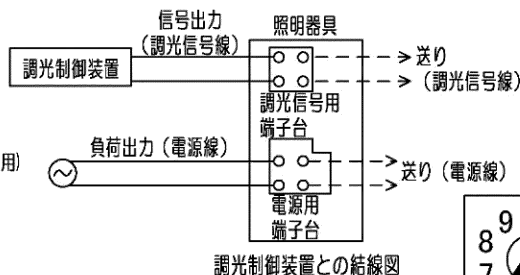 信号出力
（調光信号線）
照明器具
調光制御装置
送り
（調光信号線）
調光信号用
端子台
用)
負荷出力（電源線）
送り（電源線）
電源用
端子台
調光制御装置との結線図
9
8
7